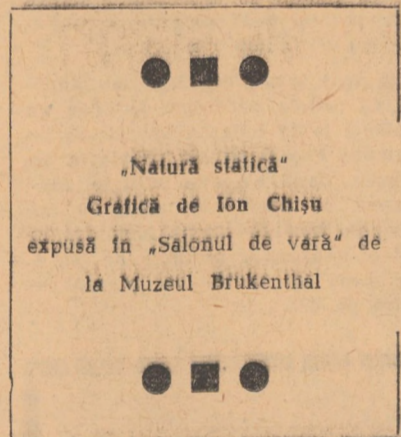 „Natură statică“
Grafică de Ion Chişu
expusă în „Salonul de vară“ de
la Muzeul Brukenthal